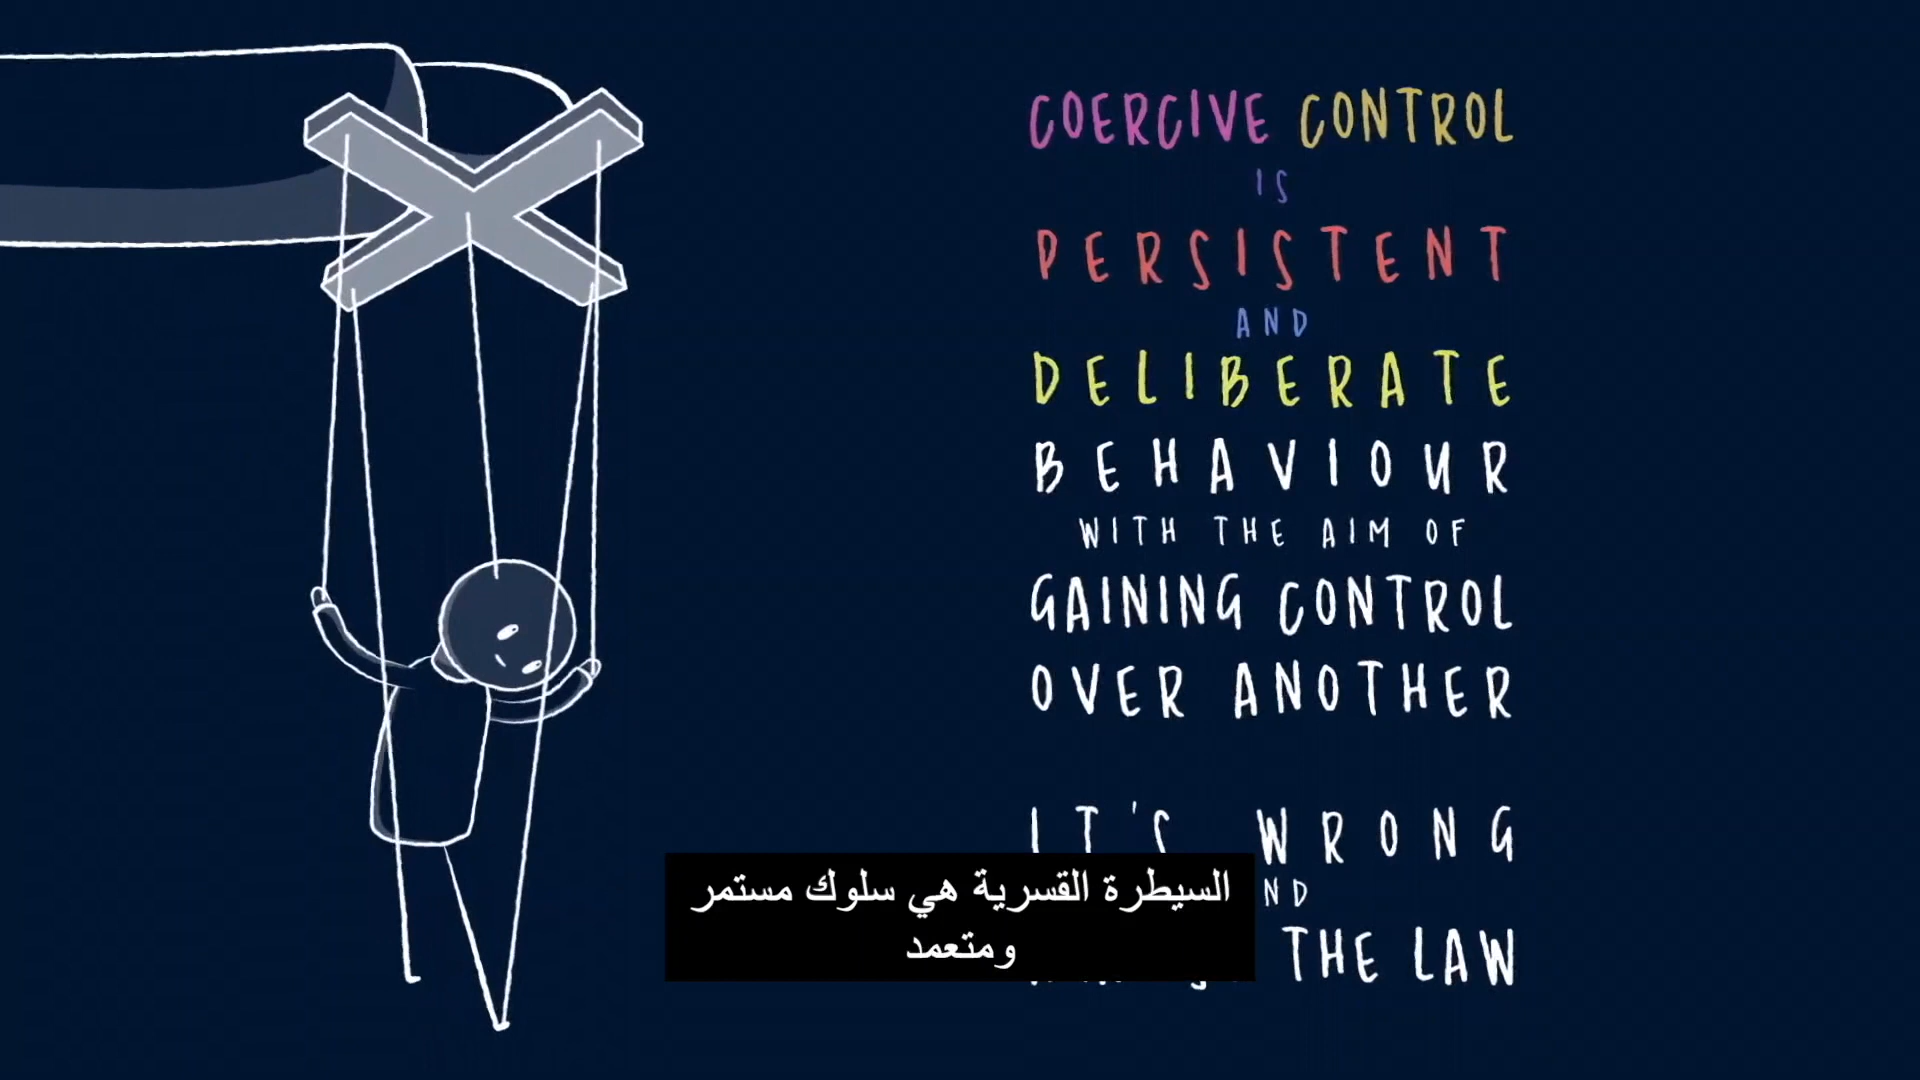 COERCIVE CONTROL
IS
PERSISTENT
AND
DELIBERATE
BEHAVIOUR
WITH THE AIM OF
GAINING CONTROL
OVER ANOTHER
IT'S WRONG
THE LAW
السيطرة القسرية هي سلوك مستمر
ومتعمد